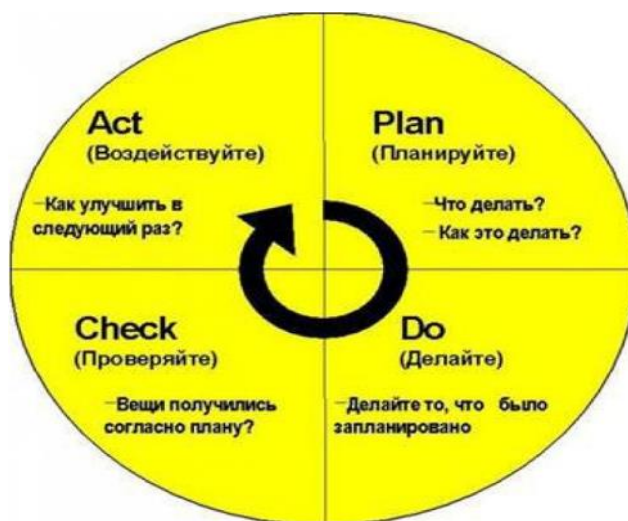 Act
(Воздействуйте)
–Как улучшить в
следующий раз?
Plan
(Планируйте)
–Что делать?
– Как это делать?
Check
(Проверяйте)
–Вещи получились
согласно плану?
Do
(Делайте)
–Делайте то, что было
запланировано